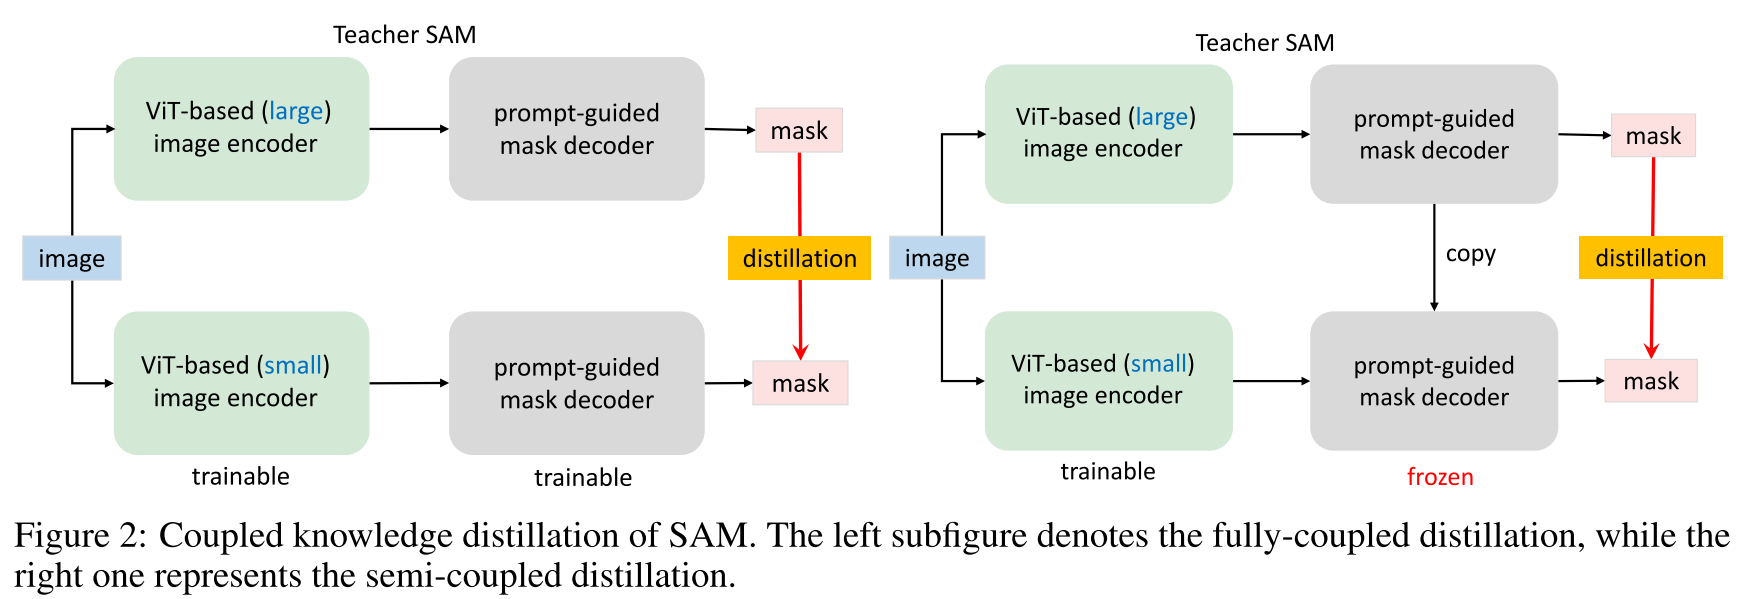 Teacher SAM
ViT-based (large)
image encoder
prompt-guided
mask decoder
mask
image
distillation
ViT-based (small)
image encoder
prompt-guided
mask decoder
mask
trainable
trainable
Teacher SAM
ViT-based (large)
image encoder
prompt-guided
mask decoder
mask
image
copy
distillation
ViT-based (small)
image encoder
prompt-guided
mask decoder
mask
trainable
frozen
Figure 2: Coupled knowledge distillation of SAM. The left subfigure denotes the fully-coupled distillation, while the
right one represents the semi-coupled distillation.